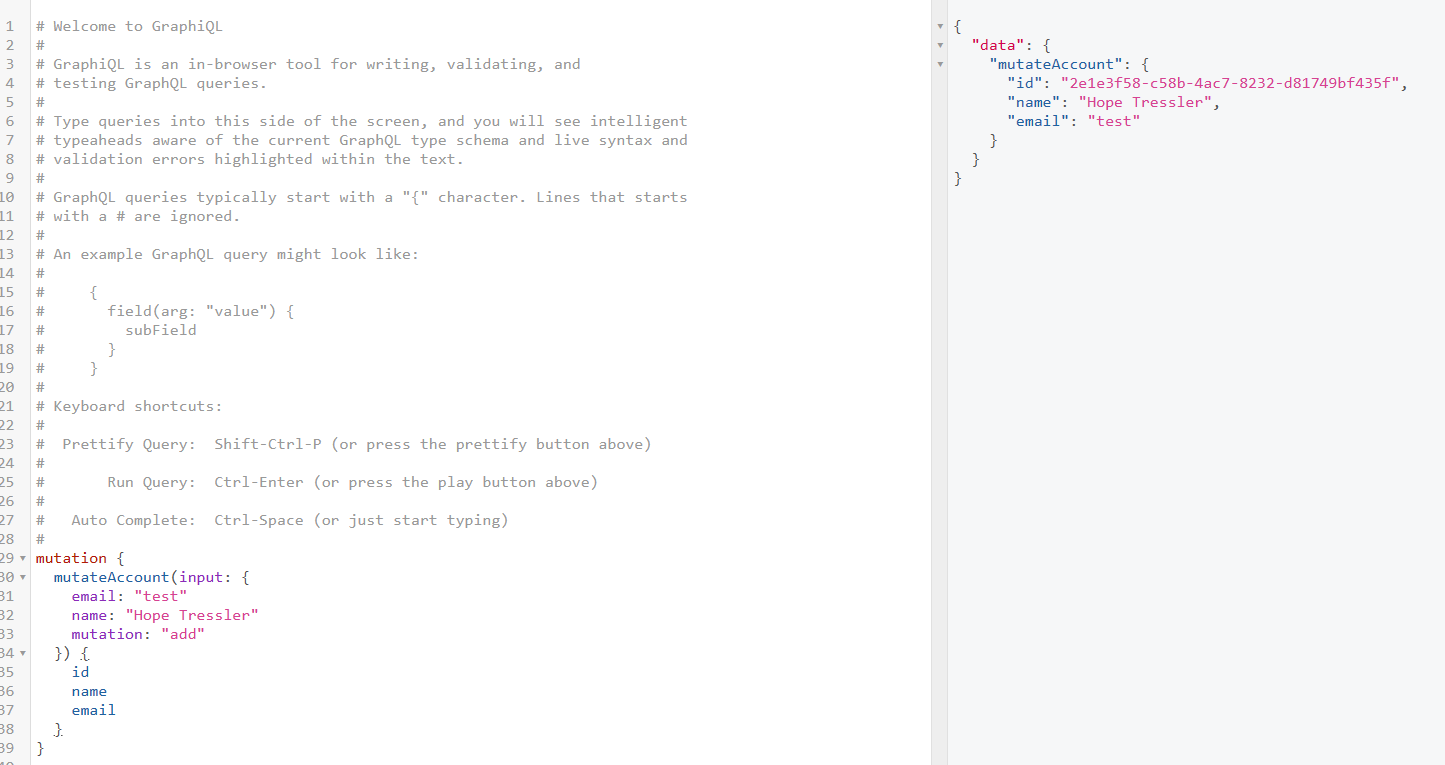 1 # Welcome to GraphiQL
2 #
3 # GraphiQL is an in-browser tool for writing, validating, and
4 # testing GraphQL queries.
5 #
6 # Type queries into this side of the screen, and you will see intelligent
7 # typeaheads aware of the current GraphQL type schema and live syntax and
8 # validation errors highlighted within the text.
9 #
10 # GraphQL queries typically start with a "{" character. Lines that starts
11 # with a # are ignored.
12 #
13 # An example GraphQL query might look like:
14 #
15 #     {
16 #       field(arg: "value") {
17 #         subField
18 #       }
19 #     }
20 #
21 # Keyboard shortcuts:
22 #
23 #  Prettify Query:  Shift-Ctrl-P (or press the prettify button above)
24 #
25 #       Run Query:  Ctrl-Enter (or press the play button above)
26 #
27 #   Auto Complete:  Ctrl-Space (or just start typing)
28 #
29 mutation {
30   mutateAccount(input: {
31     email: "test"
32     name: "Hope Tressler"
33     mutation: "add"
34   }) {
35     id
36     name
37     email
38   }
39 }
{
  "data": {
    "mutateAccount": {
      "id": "2e1e3f58-c58b-4ac7-8232-d81749bf435f",
      "name": "Hope Tressler",
      "email": "test"
    }
  }
}